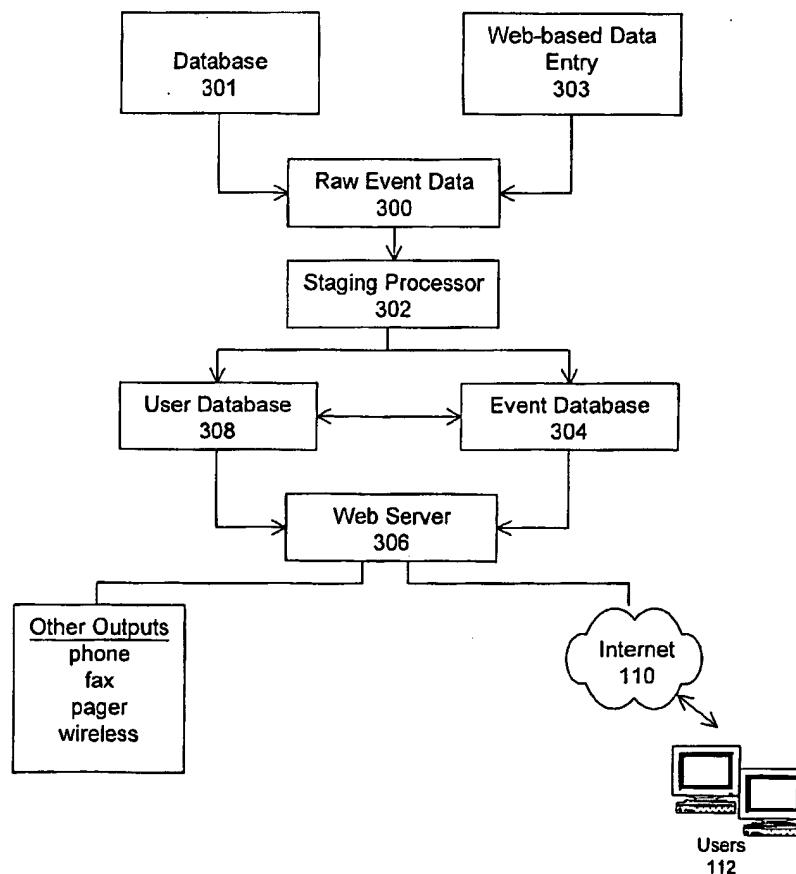 Database
301
Web-based Data
Entry
303
Raw Event Data
300
Staging Processor
302
User Database
308
Event Database
304
Web Server
306
Other Outputs
phone
fax
pager
wireless
Internet
110
Users
112